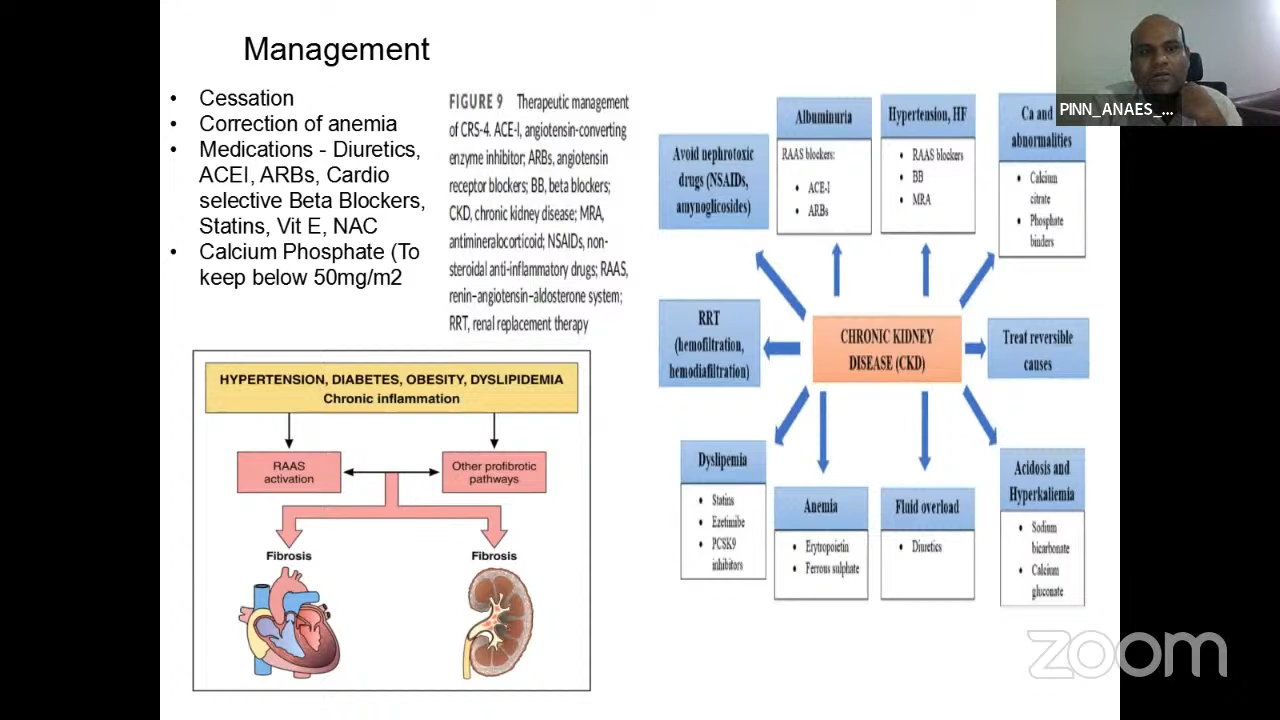 Management
• Cessation
• Correction of anemia
• Medications - Diuretics,
ACEI, ARBs, Cardio
selective Beta Blockers,
Statins, Vit E, NAC
• Calcium Phosphate (To
keep below 50mg/m2
FIGURE 9 Therapeutic management
of CRS-4. ACE-I, angiotensin-converting
enzyme inhibitor; ARBs, angiotensin
receptor blockers; BB, beta blockers;
CKD, chronic kidney disease; MRA,
antimineralocorticoid; NSAIDs, non-
steroidal anti-inflammatory drugs; RAAS,
renin-angiotensin-aldosterone system;
RRT, renal replacement therapy
HYPERTENSION, DIABETES, OBESITY, DYSLIPIDEMIA
Chronic inflammation
RAAS
activation
Other profibrotic
pathways
Fibrosis
Fibrosis
Avoid nephrotoxic
drugs (NSAIDs,
amynoglicosides)
Albuminuria
RAAS blockers:
• ACE-I
• ARBs
Hypertension, HF
• RAAS blockers
• BB
• MRA
Ca and
abnormalities
• Calcium
citrate
• Phosphate
binders
RRT
(hemofiltration,
hemodiafiltration)
CHRONIC KIDNEY
DISEASE (CKD)
Treat reversible
causes
Dyslipemia
• Statins
• Ezetimibe
• PCSK9
inhibitors
Anemia
• Erytropoietin
• Ferrous sulphate
Fluid overload
• Diuretics
Acidosis and
Hyperkaliemia
• Sodium
bicarbonate
• Calcium
gluconate
PINN_ANAES_...
zoom